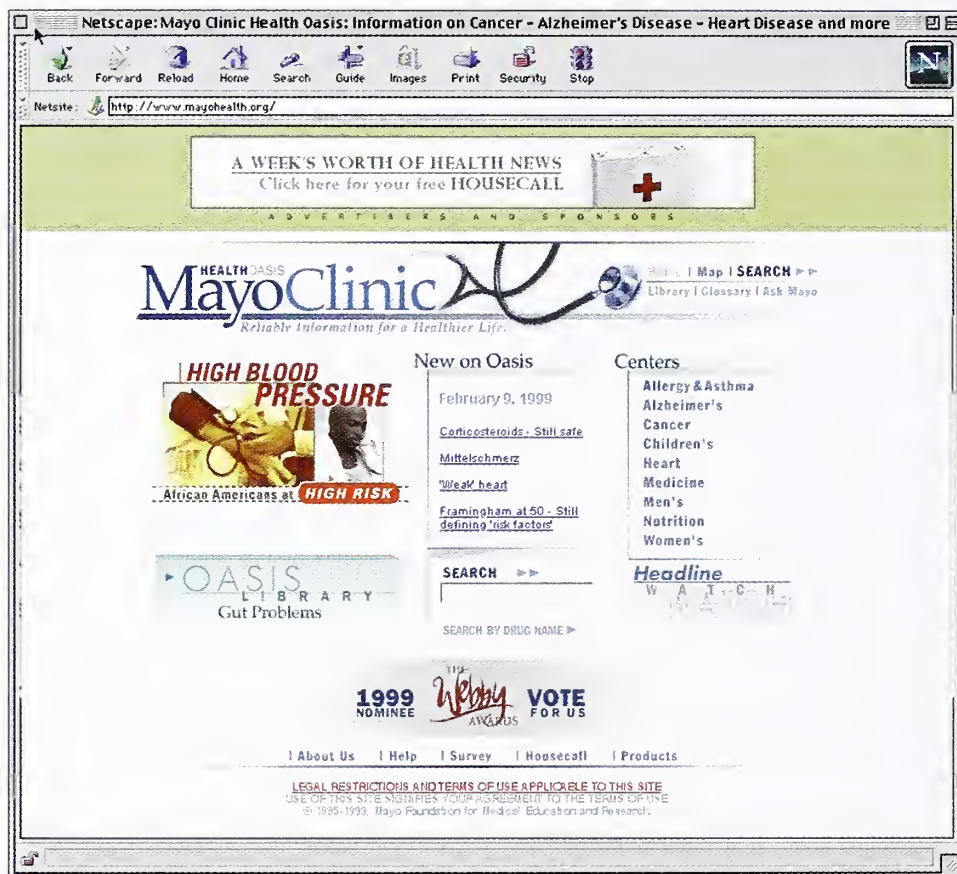 Netscape: Mayo Clinic Health Oasis: Information on Cancer - Alzheimer's Disease - Heart Disease and more
Back Forward Reload Home Search Guide Images Print Security Stop
N
Netsite: http://www.mayohealth.org/
A WEEK'S WORTH OF HEALTH NEWS
Click here for your free HOUSECALL
ADVERTISERS AND SPONSORS
HEALTH OASIS
Mayo Clinic
Reliable Information for a Healthier Life.
| Map | SEARCH
Library | Glossary | Ask Mayo
HIGH BLOOD
PRESSURE
African Americans at HIGH RISK
OASIS
LIBRARY
Gut Problems
New on Oasis
February 9, 1999
Corticosteroids - Still safe
Mittelschmerz
'Weak' heart
Framingham at 50 - Still
defining 'risk factors'
SEARCH
SEARCH BY DRUG NAME
Centers
Allergy & Asthma
Alzheimer's
Cancer
Children's
Heart
Medicine
Men's
Nutrition
Women's
Headline
WATCH
1999
NOMINEE
THE
Webby
AWARDS
VOTE
FOR US
| About Us | Help | Survey | Housecall | Products
LEGAL RESTRICTIONS AND TERMS OF USE APPLICABLE TO THIS SITE
USE OF THIS SITE SIGNIFIES YOUR AGREEMENT TO THE TERMS OF USE
© 1995-1999, Mayo Foundation for Medical Education and Research.